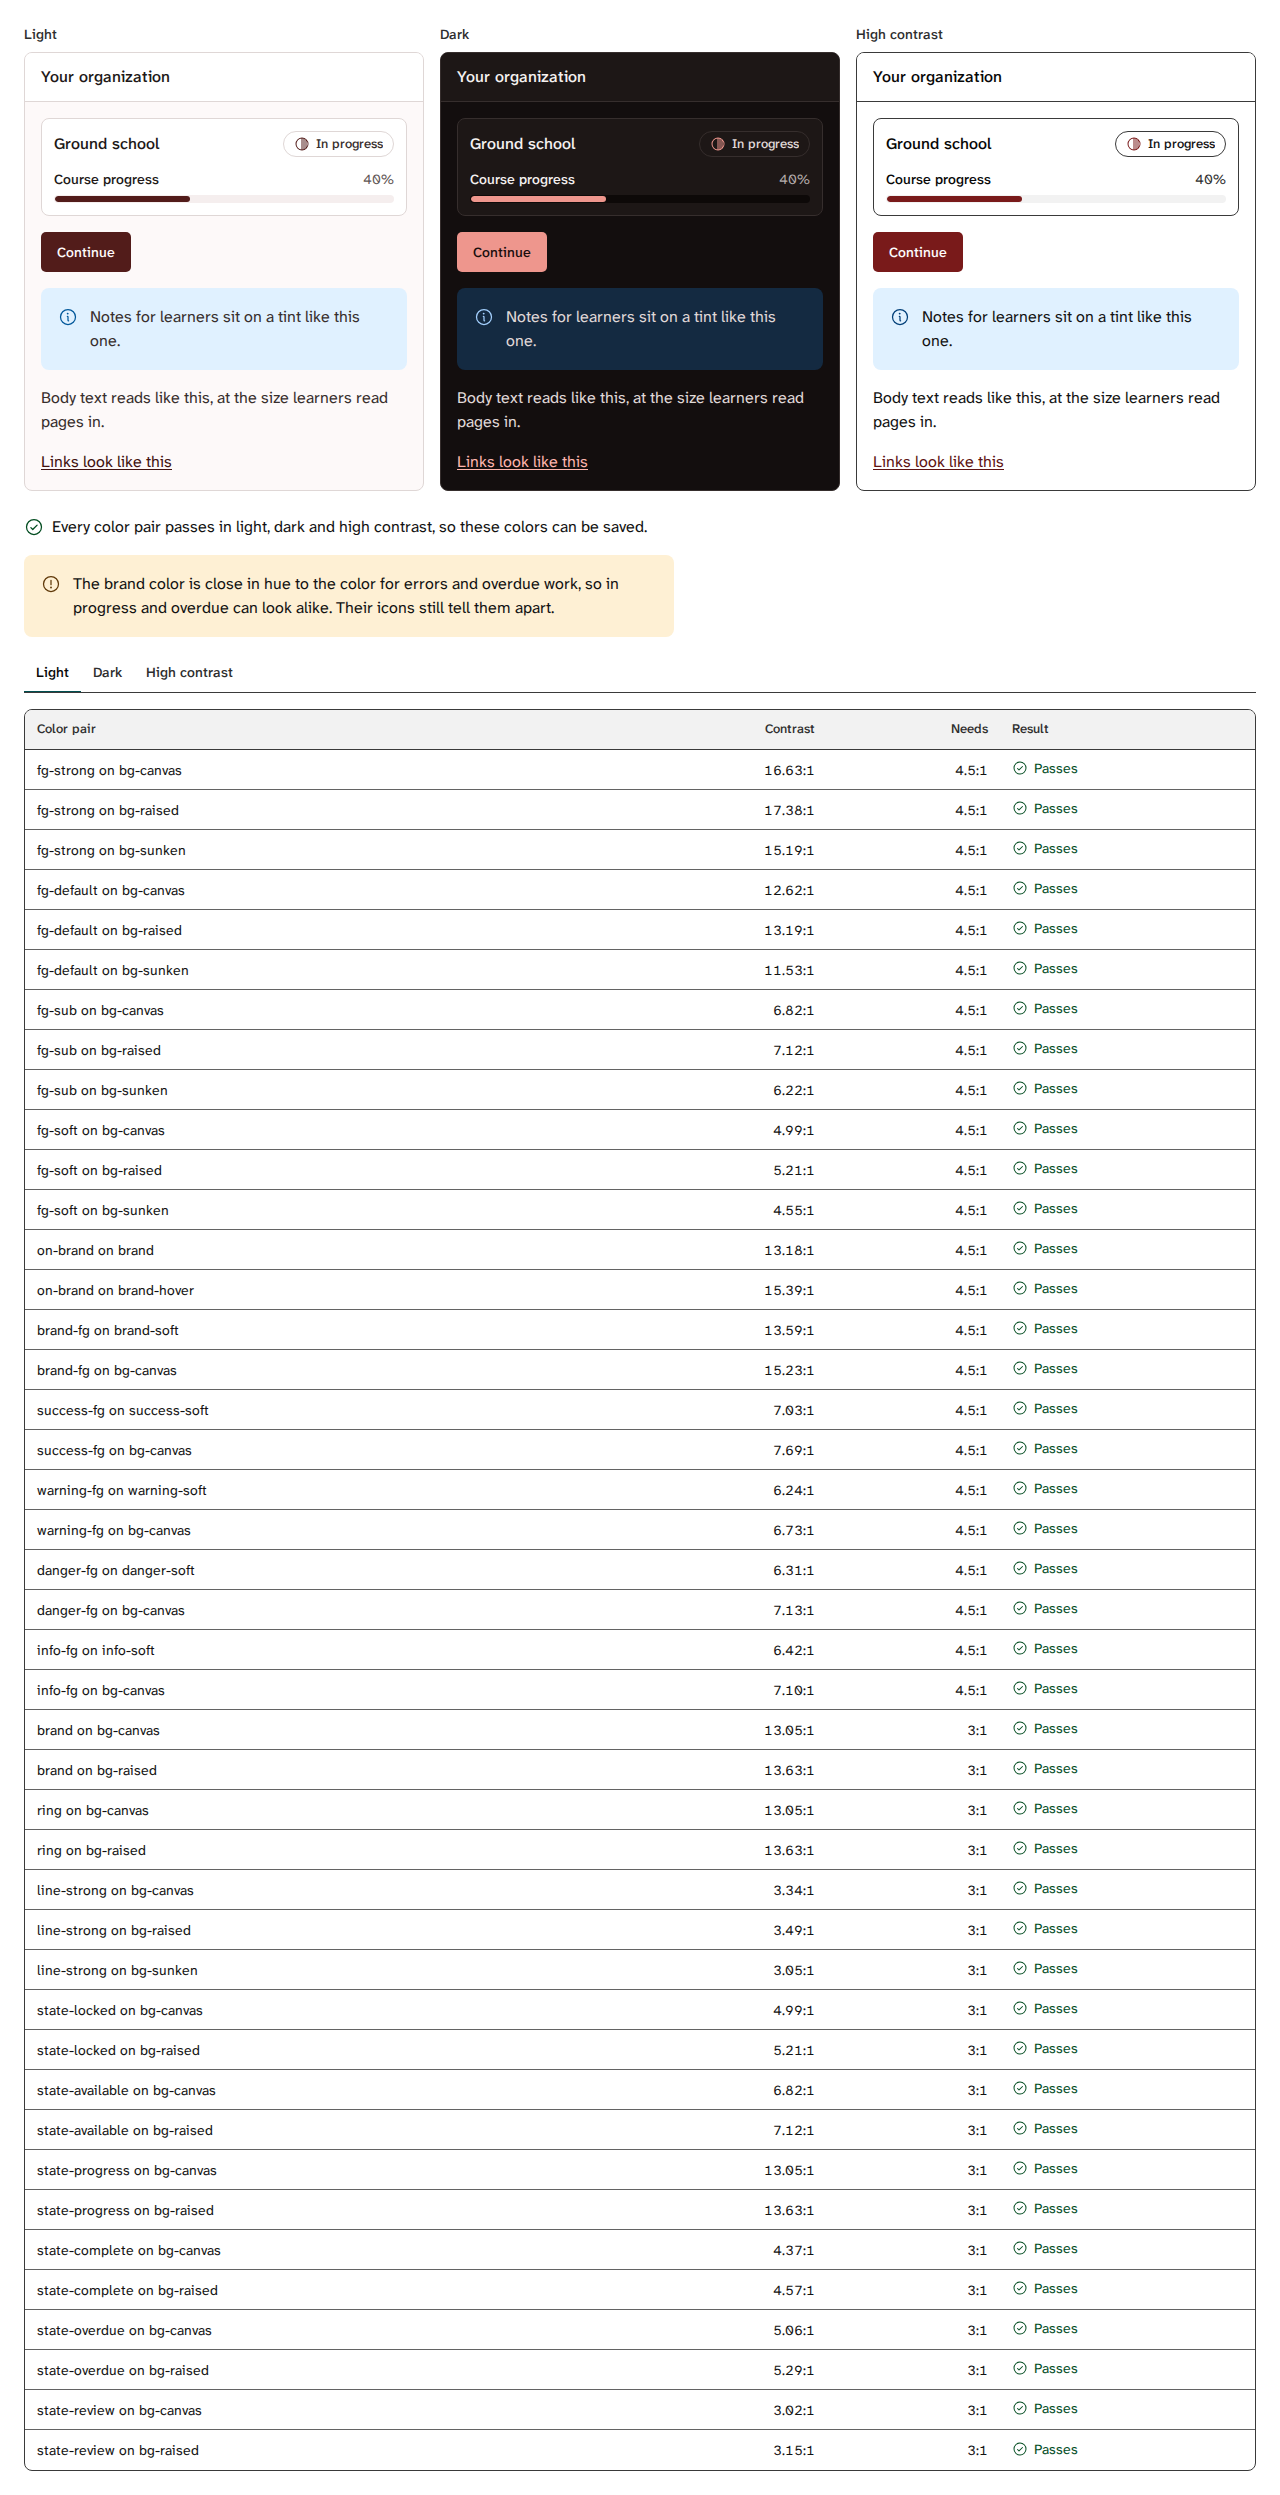 Light
Your organization
Ground school
In progress
Course progress
40%
Continue
Notes for learners sit on a tint like this
one.
Body text reads like this, at the size learners read
pages in.
Links look like this
Dark
Your organization
Ground school
In progress
Course progress
40%
Continue
Notes for learners sit on a tint like this
one.
Body text reads like this, at the size learners read
pages in.
Links look like this
High contrast
Your organization
Ground school
In progress
Course progress
40%
Continue
Notes for learners sit on a tint like this
one.
Body text reads like this, at the size learners read
pages in.
Links look like this
Every color pair passes in light, dark and high contrast, so these colors can be saved.
The brand color is close in hue to the color for errors and overdue work, so in
progress and overdue can look alike. Their icons still tell them apart.
Light Dark High contrast
Color pair Contrast Needs Result
fg-strong on bg-canvas 16.63:1 4.5:1 Passes
fg-strong on bg-raised 17.38:1 4.5:1 Passes
fg-strong on bg-sunken 15.19:1 4.5:1 Passes
fg-default on bg-canvas 12.62:1 4.5:1 Passes
fg-default on bg-raised 13.19:1 4.5:1 Passes
fg-default on bg-sunken 11.53:1 4.5:1 Passes
fg-sub on bg-canvas 6.82:1 4.5:1 Passes
fg-sub on bg-raised 7.12:1 4.5:1 Passes
fg-sub on bg-sunken 6.22:1 4.5:1 Passes
fg-soft on bg-canvas 4.99:1 4.5:1 Passes
fg-soft on bg-raised 5.21:1 4.5:1 Passes
fg-soft on bg-sunken 4.55:1 4.5:1 Passes
on-brand on brand 13.18:1 4.5:1 Passes
on-brand on brand-hover 15.39:1 4.5:1 Passes
brand-fg on brand-soft 13.59:1 4.5:1 Passes
brand-fg on bg-canvas 15.23:1 4.5:1 Passes
success-fg on success-soft 7.03:1 4.5:1 Passes
success-fg on bg-canvas 7.69:1 4.5:1 Passes
warning-fg on warning-soft 6.24:1 4.5:1 Passes
warning-fg on bg-canvas 6.73:1 4.5:1 Passes
danger-fg on danger-soft 6.31:1 4.5:1 Passes
danger-fg on bg-canvas 7.13:1 4.5:1 Passes
info-fg on info-soft 6.42:1 4.5:1 Passes
info-fg on bg-canvas 7.10:1 4.5:1 Passes
brand on bg-canvas 13.05:1 3:1 Passes
brand on bg-raised 13.63:1 3:1 Passes
ring on bg-canvas 13.05:1 3:1 Passes
ring on bg-raised 13.63:1 3:1 Passes
line-strong on bg-canvas 3.34:1 3:1 Passes
line-strong on bg-raised 3.49:1 3:1 Passes
line-strong on bg-sunken 3.05:1 3:1 Passes
state-locked on bg-canvas 4.99:1 3:1 Passes
state-locked on bg-raised 5.21:1 3:1 Passes
state-available on bg-canvas 6.82:1 3:1 Passes
state-available on bg-raised 7.12:1 3:1 Passes
state-progress on bg-canvas 13.05:1 3:1 Passes
state-progress on bg-raised 13.63:1 3:1 Passes
state-complete on bg-canvas 4.37:1 3:1 Passes
state-complete on bg-raised 4.57:1 3:1 Passes
state-overdue on bg-canvas 5.06:1 3:1 Passes
state-overdue on bg-raised 5.29:1 3:1 Passes
state-review on bg-canvas 3.02:1 3:1 Passes
state-review on bg-raised 3.15:1 3:1 Passes